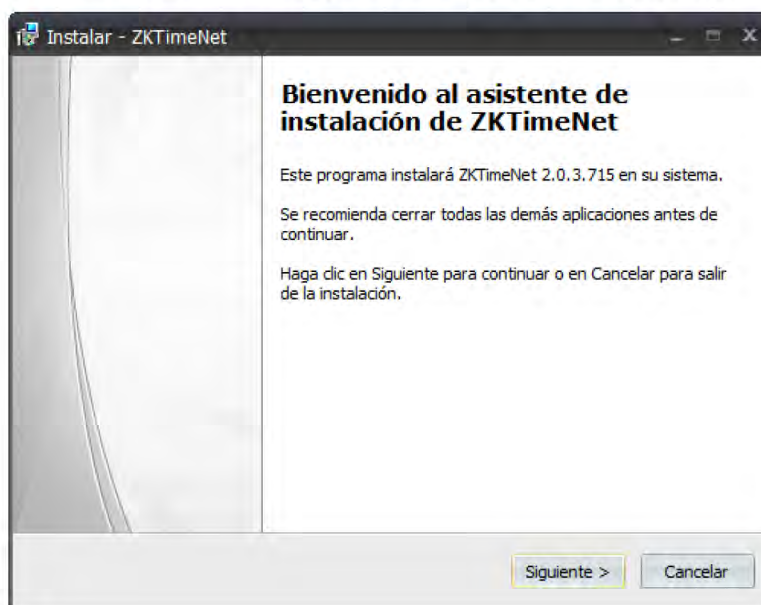 Instalar - ZKTimeNet
Bienvenido al asistente de
instalación de ZKTimeNet
Este programa instalará ZKTimeNet 2.0.3.715 en su sistema.
Se recomienda cerrar todas las demás aplicaciones antes de
continuar.
Haga clic en Siguiente para continuar o en Cancelar para salir
de la instalación.
Siguiente >
Cancelar